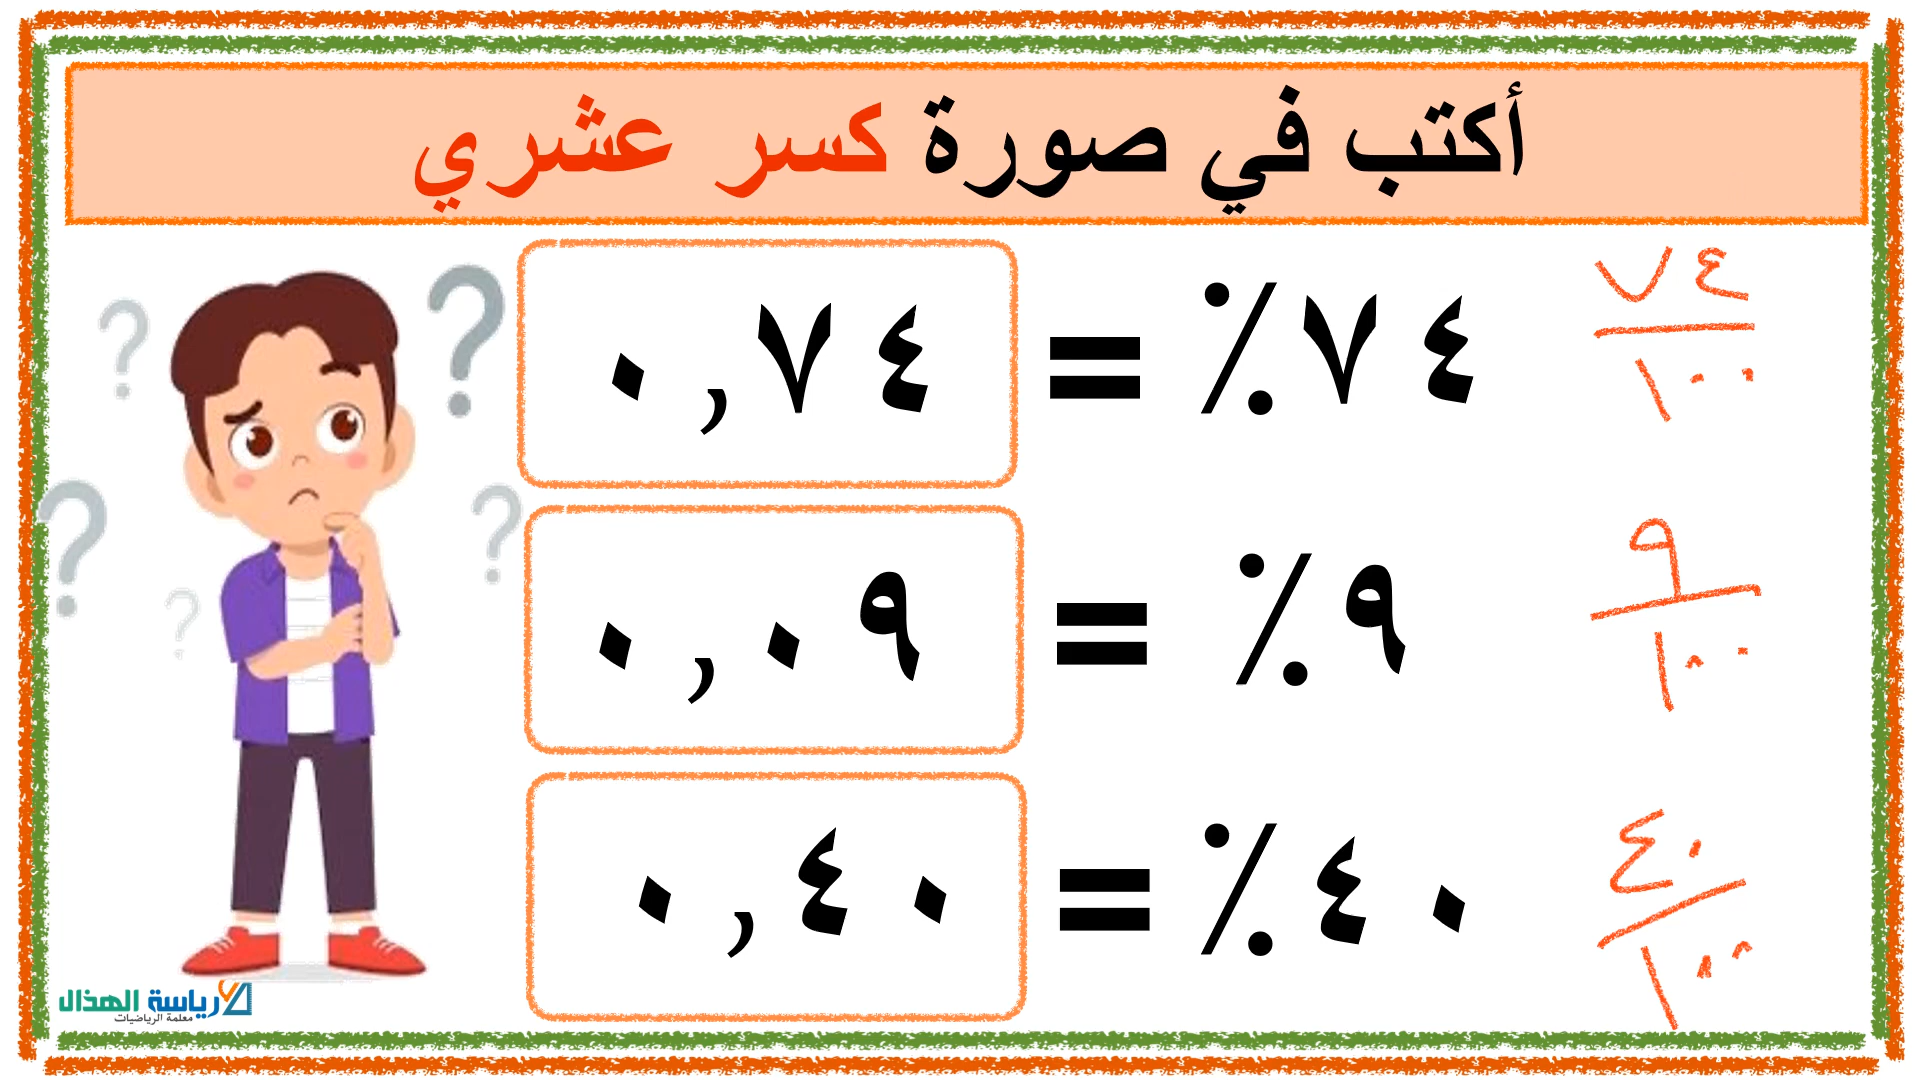 أكتب في صورة كسر عشري
٪٧٤ = ٠,٧٤
٧٤
١٠٠
٪٩ = ٠,٠٩
٩
١٠٠
٪٤٠ = ٠,٤٠
٤٠
١٠٠
رياسة الهذال
معلمة الرياضيات